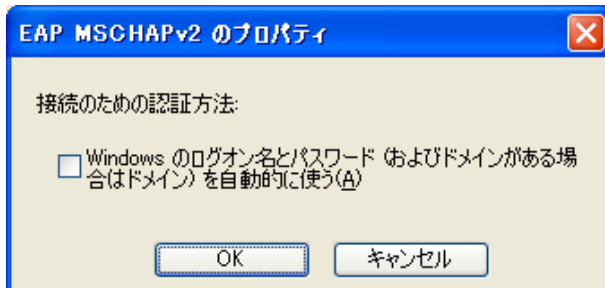 EAP MSCHAPv2 のプロパティ
接続のための認証方法:
Windows のログオン名とパスワード (およびドメインがある場
合はドメイン) を自動的に使う(A)
OK
キャンセル